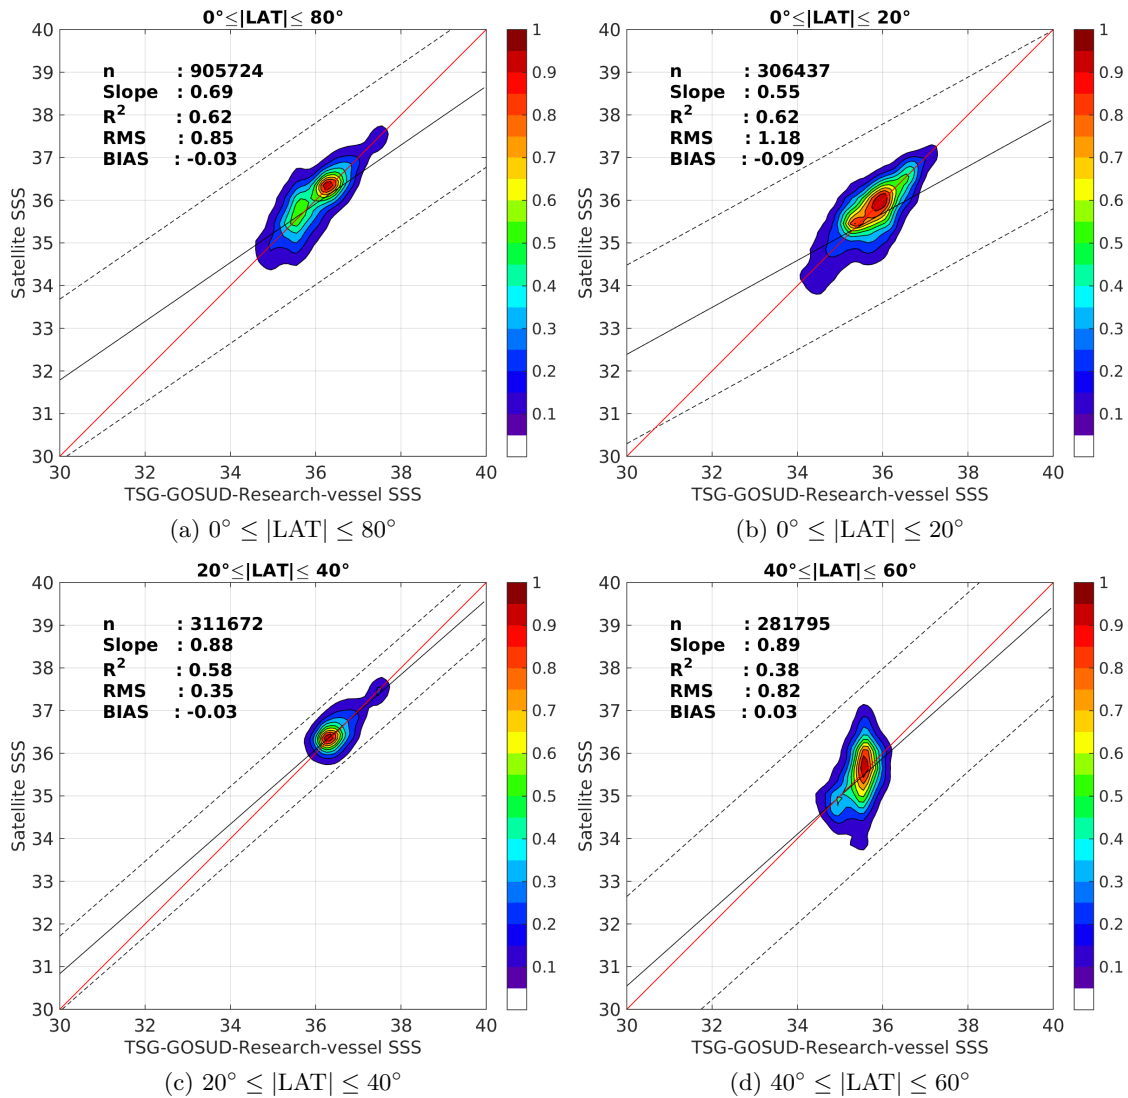 0°≤|LAT|≤ 80°
n : 905724
Slope : 0.69
R2 : 0.62
RMS : 0.85
BIAS : -0.03
40
39
38
37
36
35
34
33
32
31
30
30 32 34 36 38 40
Satellite SSS
TSG-GOSUD-Research-vessel SSS
1
0.9
0.8
0.7
0.6
0.5
0.4
0.3
0.2
0.1
(a) 0° ≤ |LAT| ≤ 80°
0°≤|LAT|≤ 20°
n : 306437
Slope : 0.55
R2 : 0.62
RMS : 1.18
BIAS : -0.09
40
39
38
37
36
35
34
33
32
31
30
30 32 34 36 38 40
Satellite SSS
TSG-GOSUD-Research-vessel SSS
1
0.9
0.8
0.7
0.6
0.5
0.4
0.3
0.2
0.1
(b) 0° ≤ |LAT| ≤ 20°
20°≤|LAT|≤ 40°
n : 311672
Slope : 0.88
R2 : 0.58
RMS : 0.35
BIAS : -0.03
40
39
38
37
36
35
34
33
32
31
30
30 32 34 36 38 40
Satellite SSS
TSG-GOSUD-Research-vessel SSS
1
0.9
0.8
0.7
0.6
0.5
0.4
0.3
0.2
0.1
(c) 20° ≤ |LAT| ≤ 40°
40°≤|LAT|≤ 60°
n : 281795
Slope : 0.89
R2 : 0.38
RMS : 0.82
BIAS : 0.03
40
39
38
37
36
35
34
33
32
31
30
30 32 34 36 38 40
Satellite SSS
TSG-GOSUD-Research-vessel SSS
1
0.9
0.8
0.7
0.6
0.5
0.4
0.3
0.2
0.1
(d) 40° ≤ |LAT| ≤ 60°